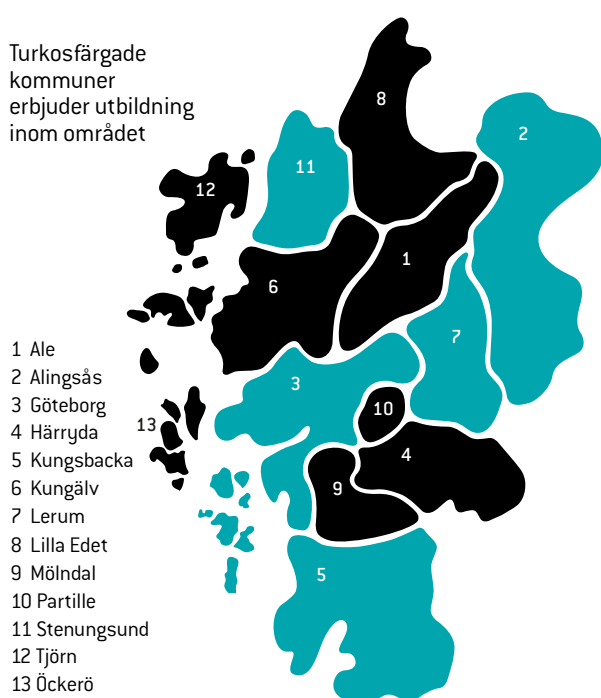 Turkosfärgade
kommuner
erbjuder utbildning
inom området
8
2
11
12
1
6
7
3
10
13
4
9
5
1 Ale
2 Alingsås
3 Göteborg
4 Härryda
5 Kungsbacka
6 Kungälv
7 Lerum
8 Lilla Edet
9 Mölndal
10 Partille
11 Stenungsund
12 Tjörn
13 Öckerö